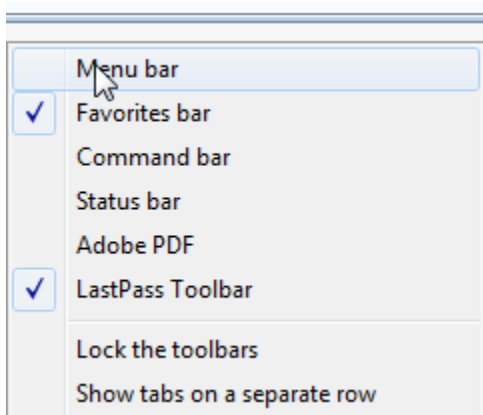 Menu bar
Favorites bar
Command bar
Status bar
Adobe PDF
LastPass Toolbar
Lock the toolbars
Show tabs on a separate row